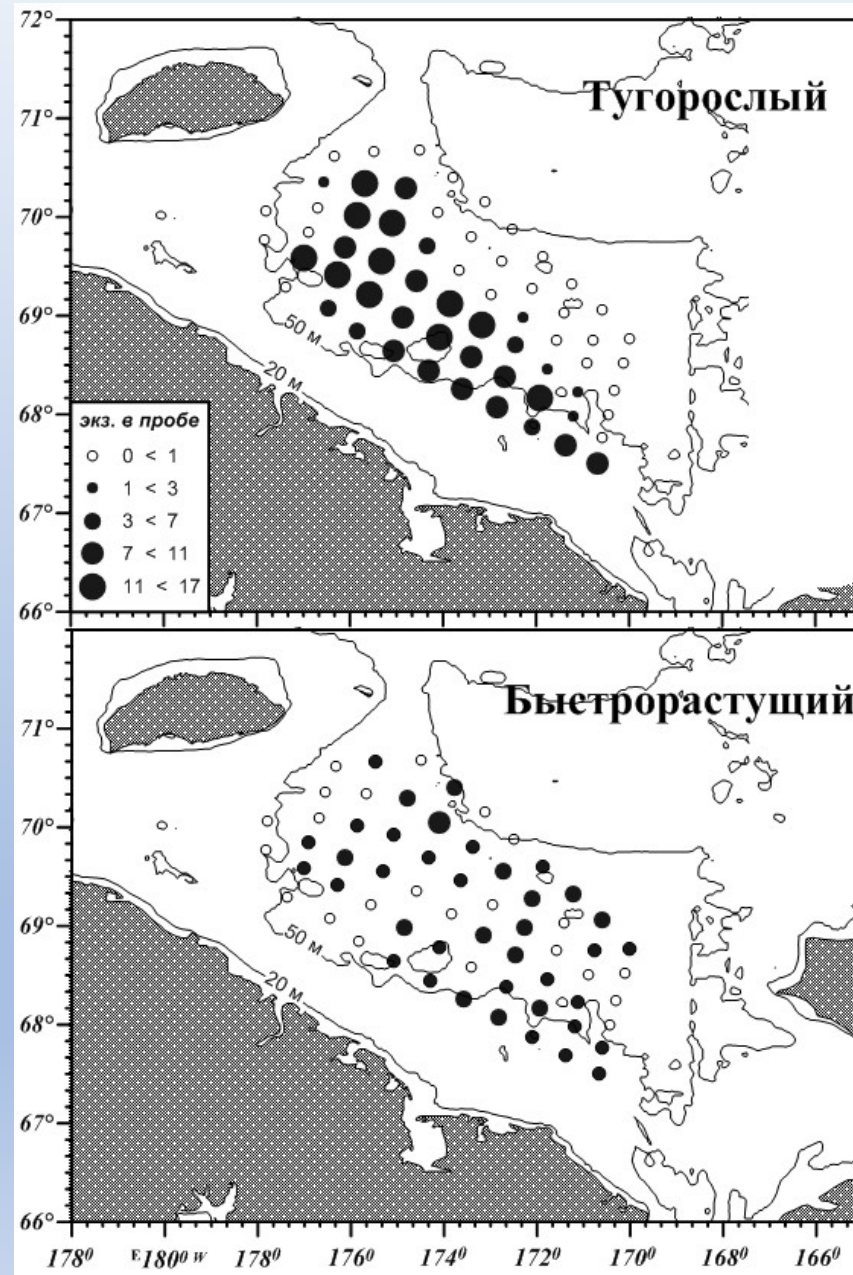 72°
Тугорослый
71°
70°
69°
50 м
20 м
68°
экз. в пробе
0 < 1
1 < 3
67°
3 < 7
7 < 11
11 < 17
66°
Быстрорастущий
71°
70°
69°
50 м
20 м
68°
67°
66°
178⁰ E180⁰ W 178⁰ 176⁰ 174⁰ 172⁰ 170⁰ 168⁰ 166⁰